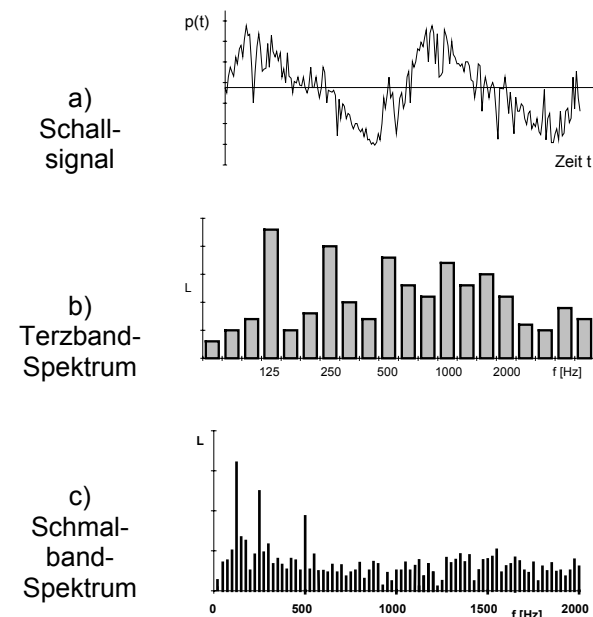 p(t)
a)
Schall-
signal
Zeit t
L
b)
Terzband-
Spektrum
125 250 500 1000 2000 f [Hz]
L
c)
Schmal-
band-
Spektrum
0 500 1000 1500 2000
f [Hz]